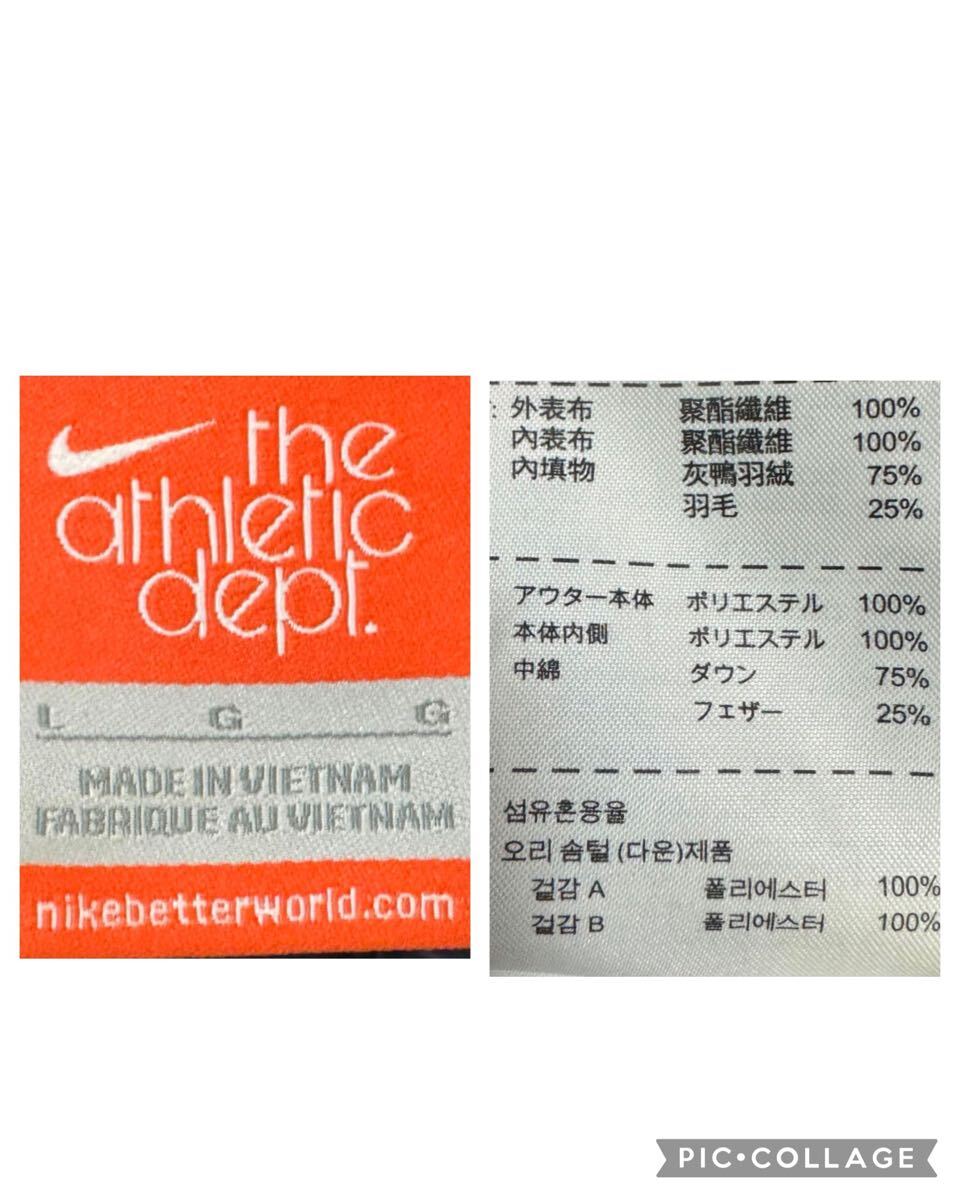 the
athletic
dept.
L G G
MADE IN VIETNAM
FABRIQUE AU VIETNAM
nikebetterworld.com
: 外表布 聚酯纖維 100%
內表布 聚酯纖維 100%
內填物 灰鴨羽絨 75%
羽毛 25%
アウター本体 ポリエステル 100%
本体内側 ポリエステル 100%
中綿 ダウン 75%
フェザー 25%
섬유혼용율
오리 솜털 (다운)제품
겉감 A 폴리에스터 100%
겉감 B 폴리에스터 100%
PIC•COLLAGE